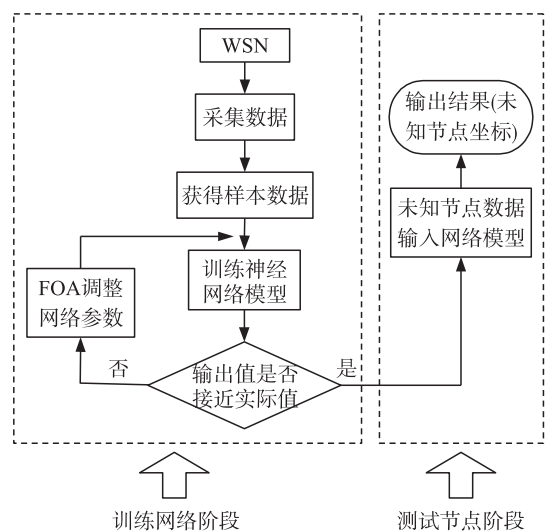 WSN
采集数据
获得样本数据
训练神经
网络模型
FOA调整
网络参数
输出值是否
接近实际值
否
是
输出结果(未
知节点坐标)
未知节点数据
输入网络模型
训练网络阶段
测试节点阶段